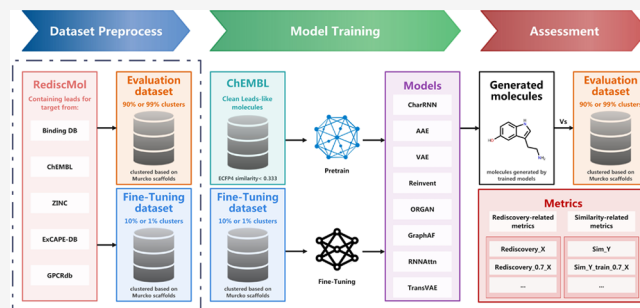 Dataset Preprocess
Model Training
Assessment
RediscMol
Containing leads for
target from:
Binding DB
ChEMBL
ZINC
ExCAPE-DB
GPCRdb
Evaluation
dataset
90% or 99% clusters
clustered based on
Murcko scaffolds
Fine-Tuning
dataset
10% or 1% clusters
clustered based on
Murcko scaffolds
ChEMBL
Clean Leads-like
molecules
ECFP4 similarity< 0.333
Fine-Tuning
dataset
10% or 1% clusters
clustered based on
Murcko scaffolds
Pretrain
Fine-Tuning
Models
CharRNN
AAE
VAE
Reinvent
ORGAN
GraphAF
RNNAttn
TransVAE
Generated
molecules
HO
NH₂
molecules generated by
trained models
Vs
Evaluation
dataset
90% or 99% clusters
clustered based on
Murcko scaffolds
Metrics
Rediscovery-related
metrics
Rediscovery_X
Rediscovery_0.7_X
...
Similarity-related
metrics
Sim_Y
Sim_Y_train_0.7_X
...